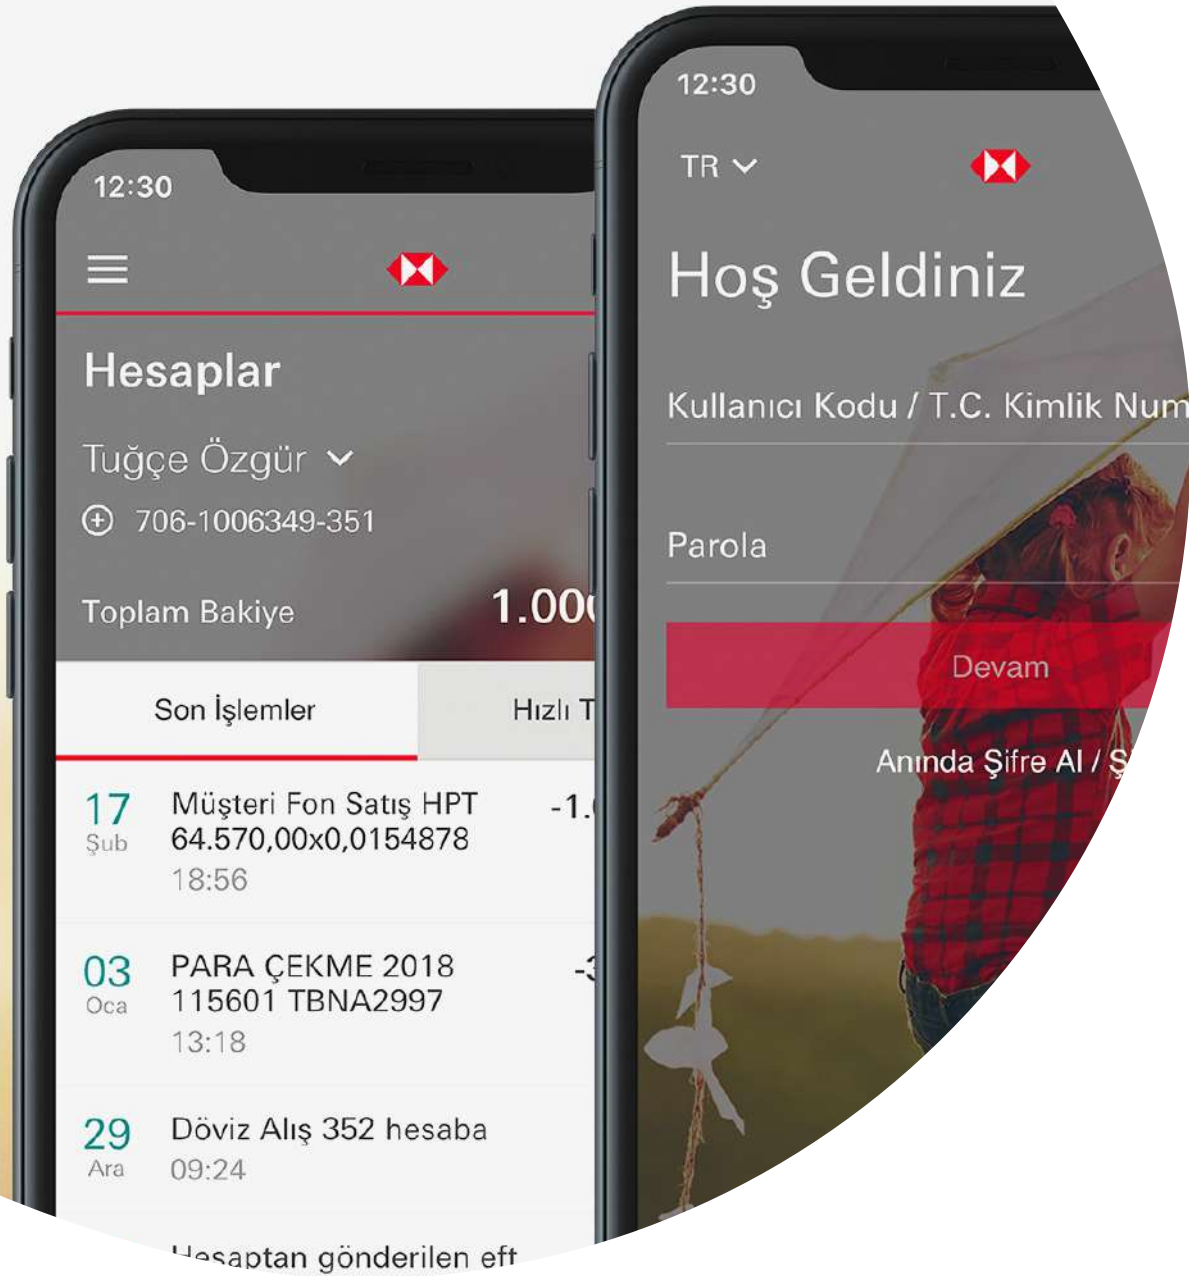 12:30
Hesaplar
Tuğçe Özgür
706-1006349-351
Toplam Bakiye
Son İşlemler
Hızlı
17
Şub
Müşteri Fon Satış HPT
64.570,00x0,0154878
18:56
03
Oca
PARA ÇEKME 2018
115601 TBNA2997
13:18
29
Ara
Döviz Alış 352 hesaba
09:24
Hesaptan gönderilen eft
12:30
TR
Hoş Geldiniz
Kullanıcı Kodu / T.C. Kimlik
Parola
Devam
Anında Şifre Al /